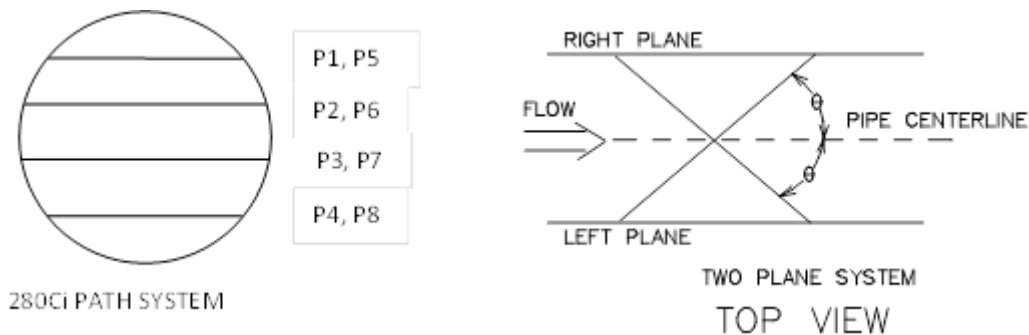 P1, P5
P2, P6
P3, P7
P4, P8
280Ci PATH SYSTEM
RIGHT PLANE
FLOW
θ
PIPE CENTERLINE
θ
LEFT PLANE
TWO PLANE SYSTEM
TOP VIEW